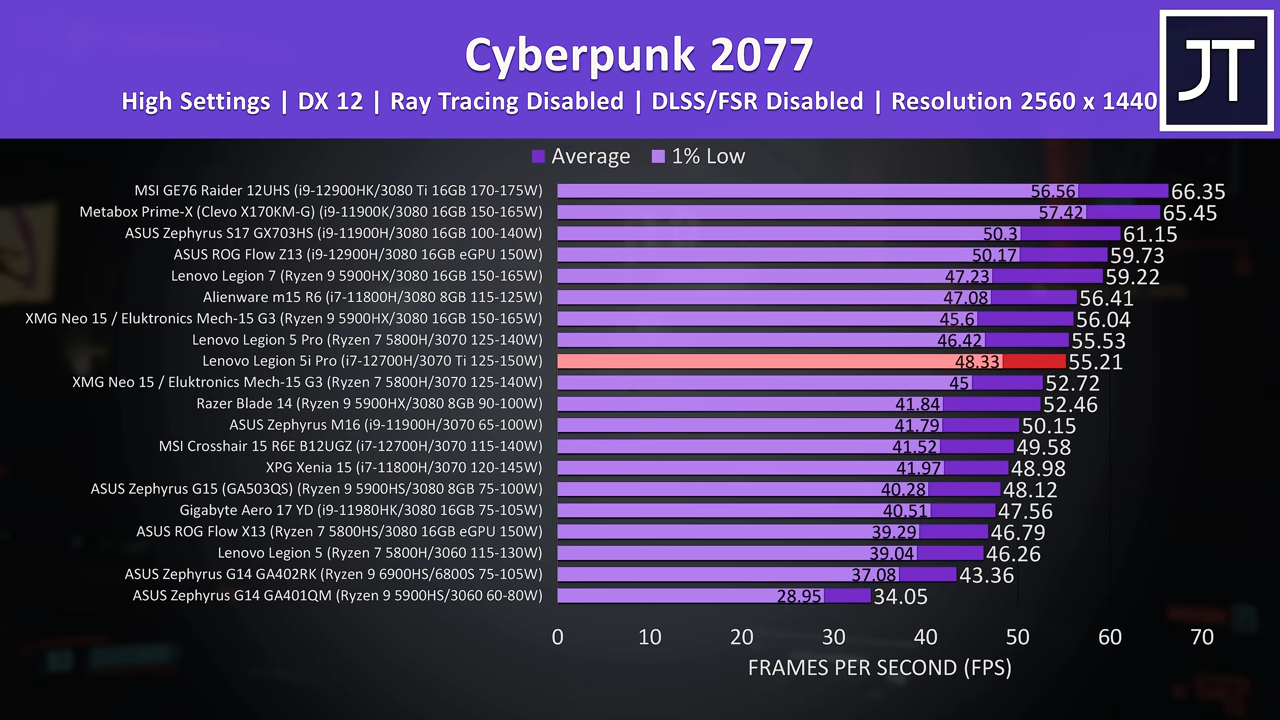 Cyberpunk 2077
JT
High Settings | DX 12 | Ray Tracing Disabled | DLSS/FSR Disabled | Resolution 2560 x 1440
Average 1% Low
MSI GE76 Raider 12UHS (i9-12900HK/3080 Ti 16GB 170-175W) 56.56 66.35
Metabox Prime-X (Clevo X170KM-G) (i9-11900K/3080 16GB 150-165W) 57.42 65.45
ASUS Zephyrus S17 GX703HS (i9-11900H/3080 16GB 100-140W) 50.3 61.15
ASUS ROG Flow Z13 (i9-12900H/3080 16GB eGPU 150W) 50.17 59.73
Lenovo Legion 7 (Ryzen 9 5900HX/3080 16GB 150-165W) 47.23 59.22
Alienware m15 R6 (i7-11800H/3080 8GB 115-125W) 47.08 56.41
XMG Neo 15 / Eluktronics Mech-15 G3 (Ryzen 9 5900HX/3080 16GB 150-165W) 45.6 56.04
Lenovo Legion 5 Pro (Ryzen 7 5800H/3070 125-140W) 46.42 55.53
Lenovo Legion 5i Pro (i7-12700H/3070 Ti 125-150W) 48.33 55.21
XMG Neo 15 / Eluktronics Mech-15 G3 (Ryzen 7 5800H/3070 125-140W) 45 52.72
Razer Blade 14 (Ryzen 9 5900HX/3080 8GB 90-100W) 41.84 52.46
ASUS Zephyrus M16 (i9-11900H/3070 65-100W) 41.79 50.15
MSI Crosshair 15 R6E B12UGZ (i7-12700H/3070 115-140W) 41.52 49.58
XPG Xenia 15 (i7-11800H/3070 120-145W) 41.97 48.98
ASUS Zephyrus G15 (GA503QS) (Ryzen 9 5900HS/3080 8GB 75-100W) 40.28 48.12
Gigabyte Aero 17 YD (i9-11980HK/3080 16GB 75-105W) 40.51 47.56
ASUS ROG Flow X13 (Ryzen 7 5800HS/3080 16GB eGPU 150W) 39.29 46.79
Lenovo Legion 5 (Ryzen 7 5800H/3060 115-130W) 39.04 46.26
ASUS Zephyrus G14 GA402RK (Ryzen 9 6900HS/6800S 75-105W) 37.08 43.36
ASUS Zephyrus G14 GA401QM (Ryzen 9 5900HS/3060 60-80W) 28.95 34.05
0 10 20 30 40 50 60 70
FRAMES PER SECOND (FPS)